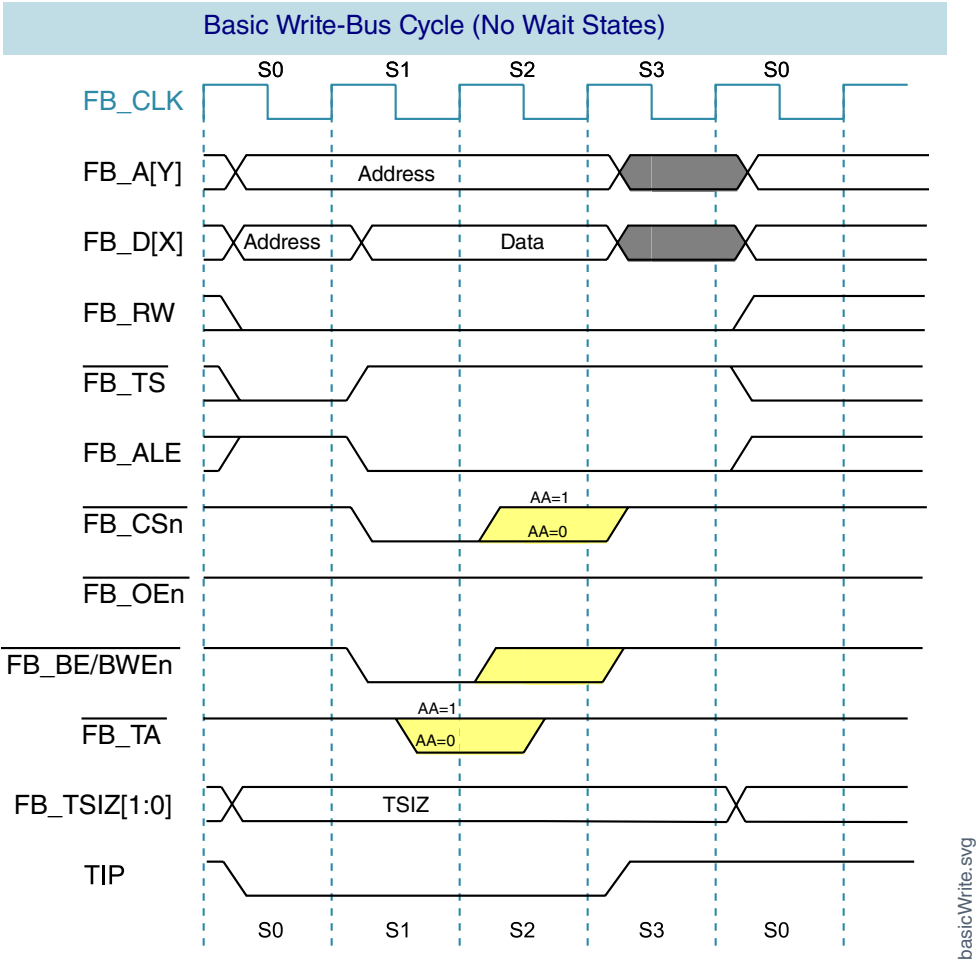 Basic Write-Bus Cycle (No Wait States)
S0 S1 S2 S3 S0
FB_CLK
FB_A[Y] Address
FB_D[X] Address Data
FB_RW
FB_TS
FB_ALE
AA=1
FB_CSn AA=0
FB_OEn
FB_BE/BWEn
AA=1
FB_TA AA=0
FB_TSIZ[1:0] TSIZ
TIP
S0 S1 S2 S3 S0
basicWrite.svg